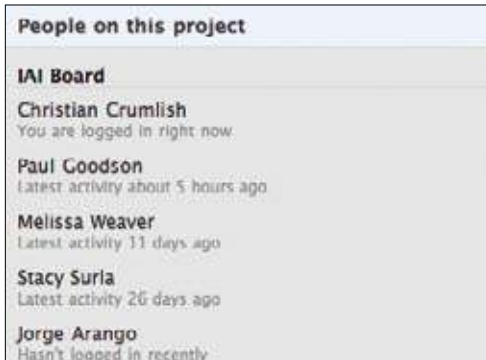 People on this project
IAI Board
Christian Crumlish
You are logged in right now
Paul Goodson
Latest activity about 5 hours ago
Melissa Weaver
Latest activity 11 days ago
Stacy Surla
Latest activity 26 days ago
Jorge Arango
Hasn't logged in recently